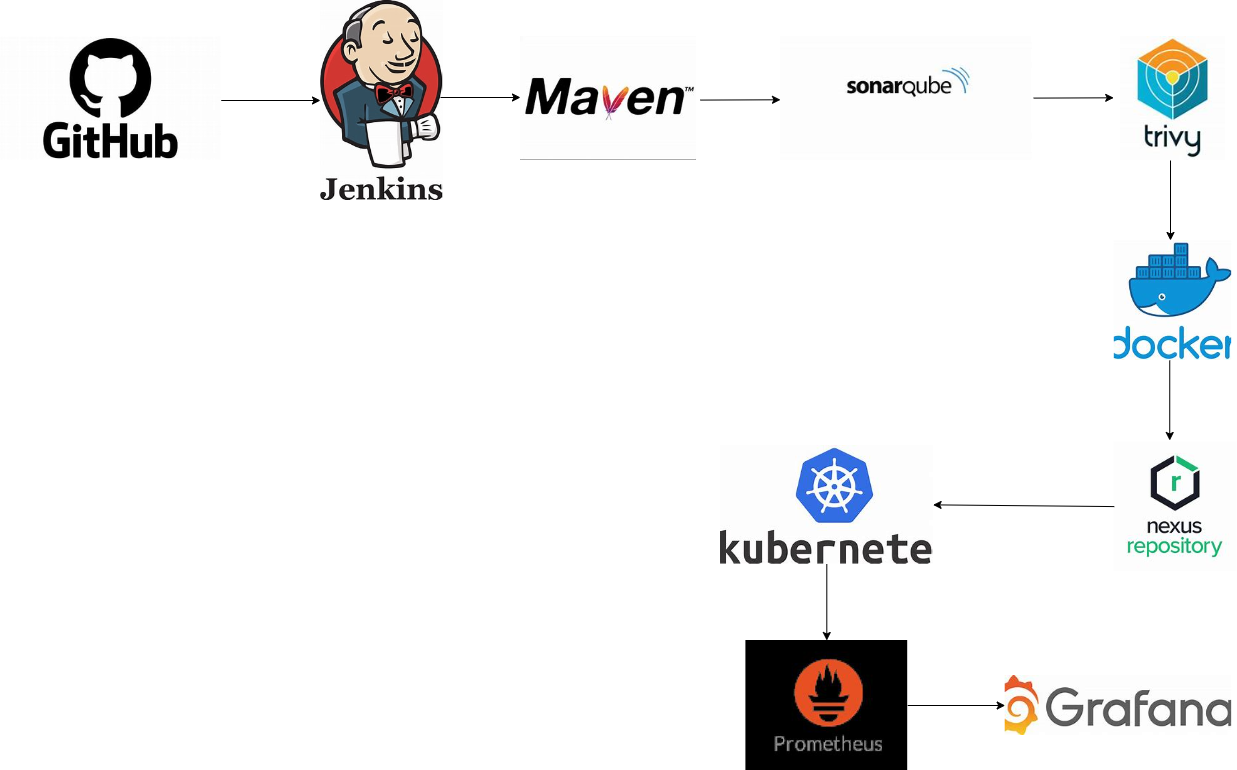 GitHub
Jenkins
Maven™
sonarqube
trivy
docker
kubernete
r
nexus
repository
Prometheus
Grafana